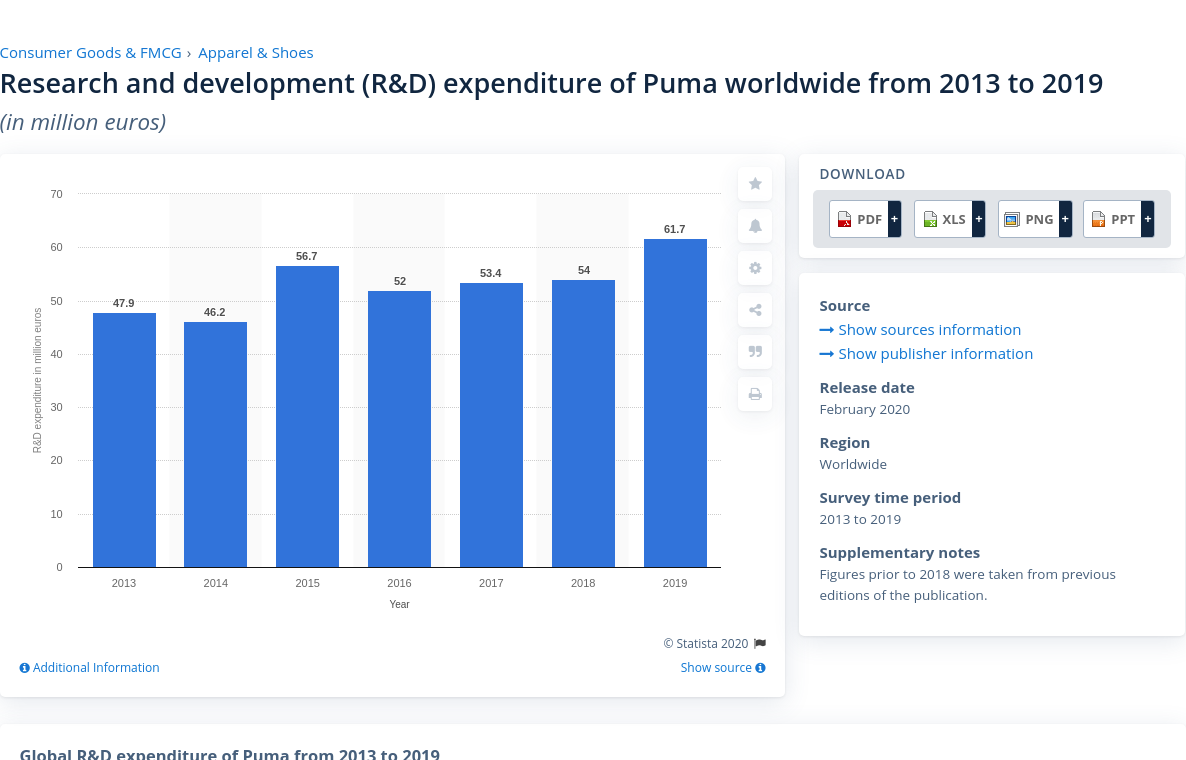 Consumer Goods & FMCG › Apparel & Shoes
Research and development (R&D) expenditure of Puma worldwide from 2013 to 2019
(in million euros)
70
60
50
40
30
20
10
0
R&D expenditure in million euros
47.9
46.2
56.7
52
53.4
54
61.7
2013 2014 2015 2016 2017 2018 2019
Year
© Statista 2020
Additional Information
Show source
DOWNLOAD
PDF + XLS + PNG + PPT +
Source
Show sources information
Show publisher information
Release date
February 2020
Region
Worldwide
Survey time period
2013 to 2019
Supplementary notes
Figures prior to 2018 were taken from previous
editions of the publication.
Global R&D expenditure of Puma from 2013 to 2019